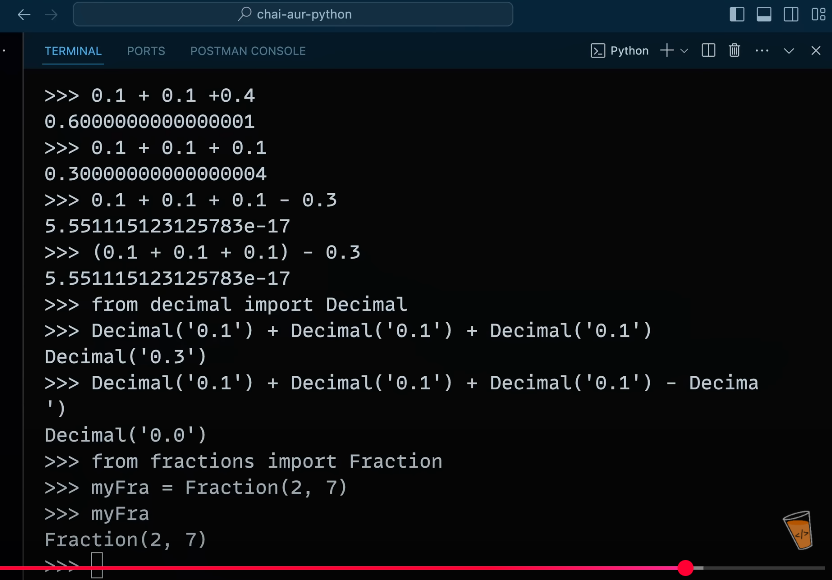 chai-aur-python
TERMINAL PORTS POSTMAN CONSOLE Python
>>> 0.1 + 0.1 +0.4
0.6000000000000001
>>> 0.1 + 0.1 + 0.1
0.30000000000000004
>>> 0.1 + 0.1 + 0.1 - 0.3
5.551115123125783e-17
>>> (0.1 + 0.1 + 0.1) - 0.3
5.551115123125783e-17
>>> from decimal import Decimal
>>> Decimal('0.1') + Decimal('0.1') + Decimal('0.1')
Decimal('0.3')
>>> Decimal('0.1') + Decimal('0.1') + Decimal('0.1') - Decima
')
Decimal('0.0')
>>> from fractions import Fraction
>>> myFra = Fraction(2, 7)
>>> myFra
Fraction(2, 7)
>>>